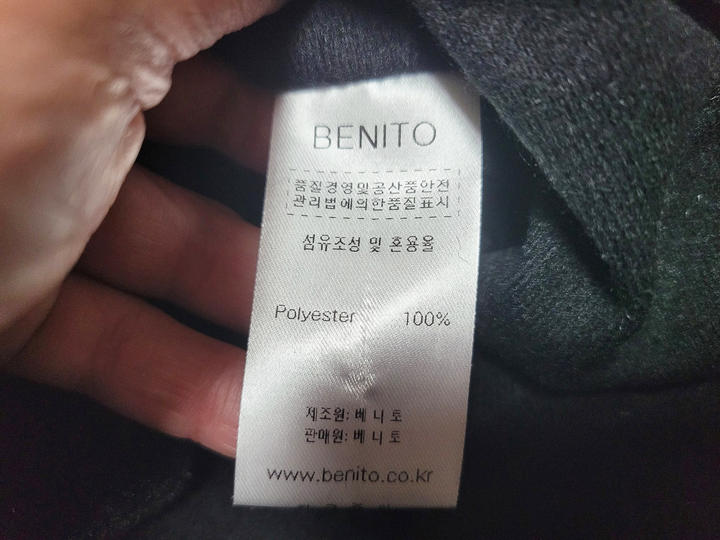 BENITO
품질경영및공산품안전
관리법에의한품질표시
섬유조성 및 혼용율
Polyester 100%
제조원: 베 니 토
판매원: 베 니 토
www.benito.co.kr